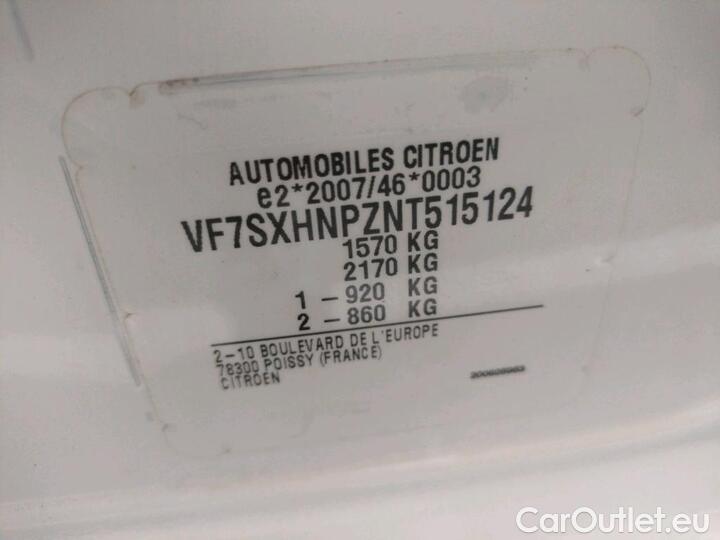 AUTOMOBILES CITROEN
e2*2007/46*0003
VF7SXHNPZNT515124
1570 KG
2170 KG
1 - 920 KG
2 - 860 KG
2-10 BOULEVARD DE L'EUROPE
78300 POISSY (FRANCE)
CITROEN
CarOutlet.eu